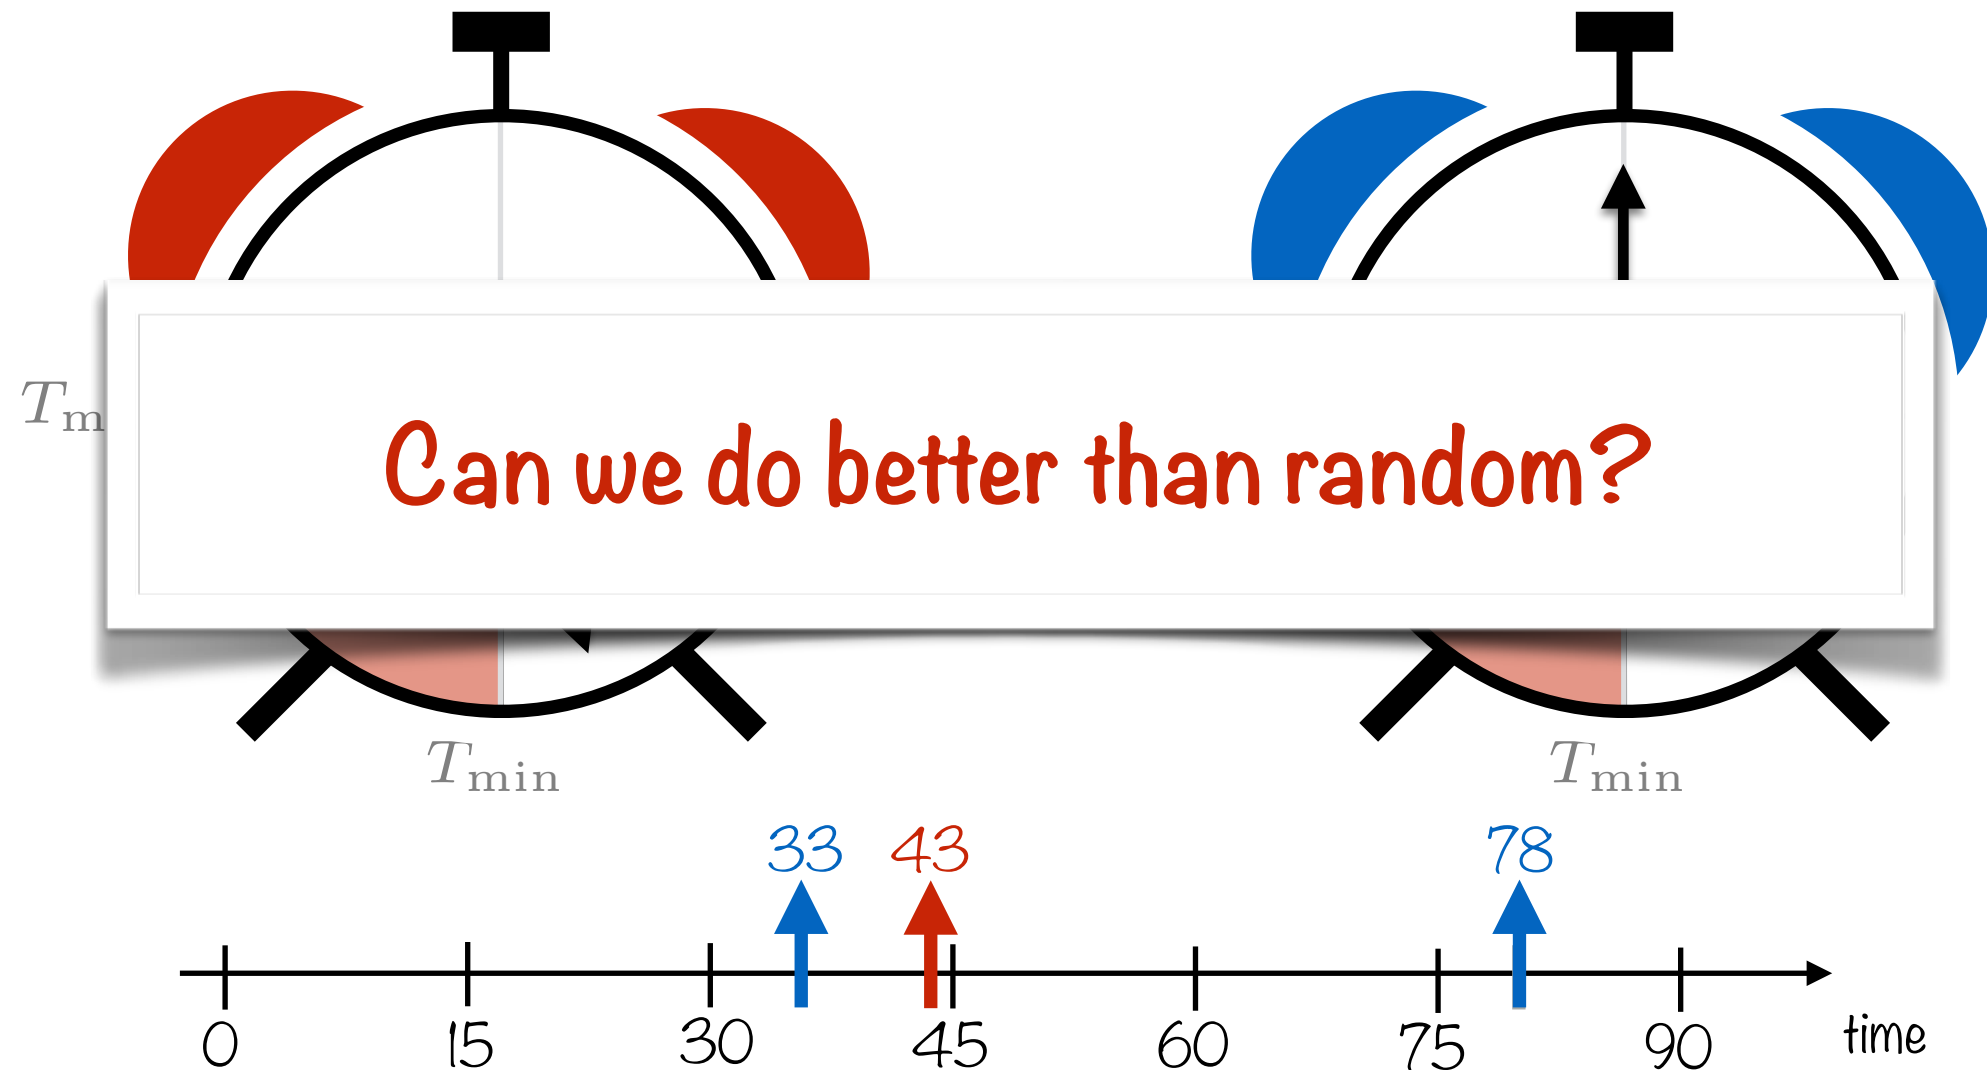 T_m
Can we do better than random?
T_min T_min
33 43 78
0 15 30 45 60 75 90 time